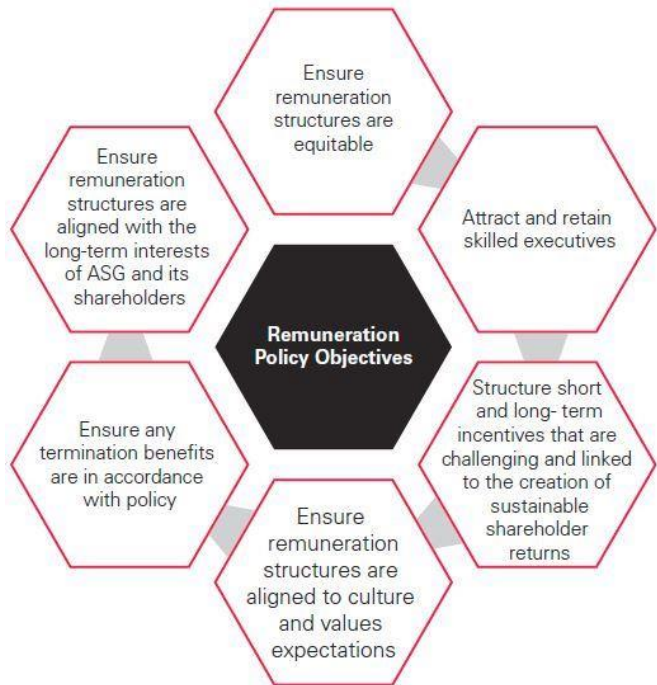 Ensure
remuneration
structures are
equitable
Attract and retain
skilled executives
Structure short
and long- term
incentives that are
challenging and linked
to the creation of
sustainable
shareholder
returns
Ensure
remuneration
structures are
aligned to culture
and values
expectations
Ensure any
termination benefits
are in accordance
with policy
Ensure
remuneration
structures are
aligned with the
long-term interests
of ASG and its
shareholders
Remuneration
Policy Objectives